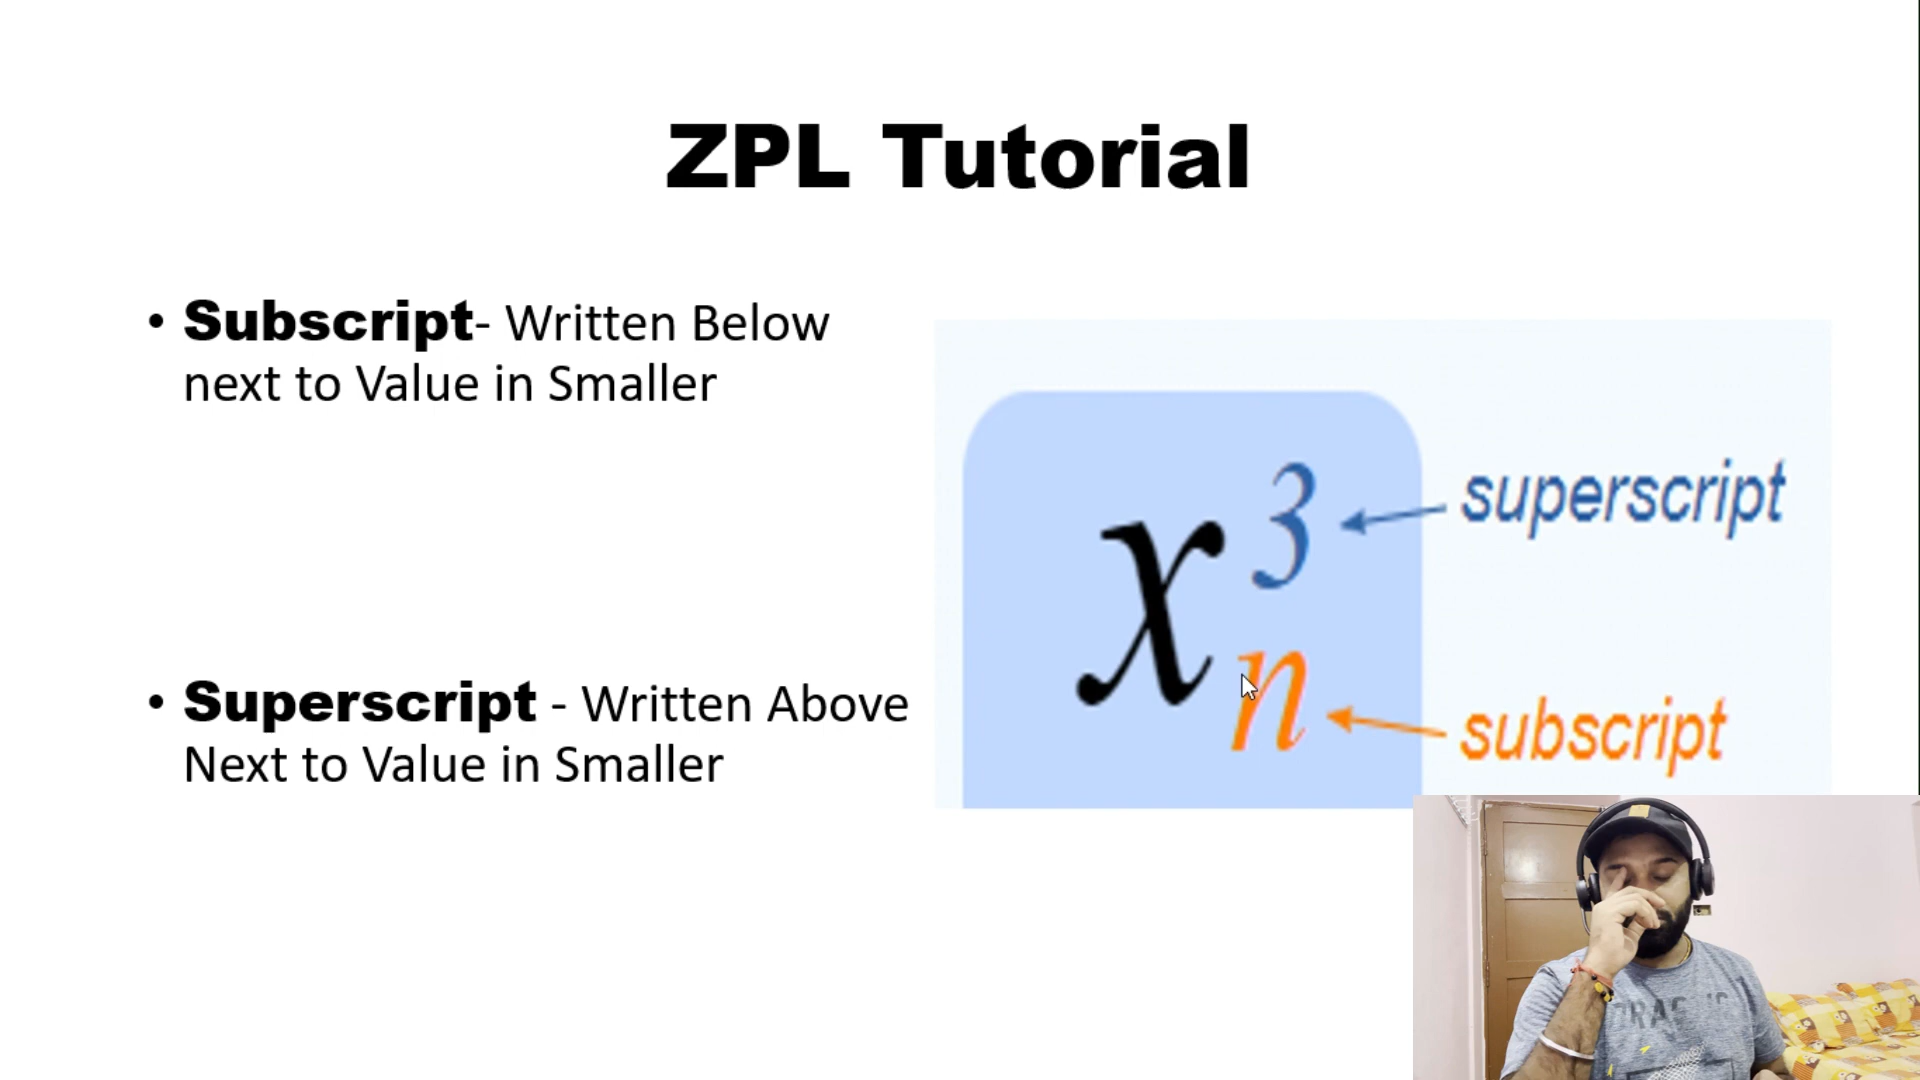 ZPL Tutorial
• Subscript- Written Below
next to Value in Smaller
• Superscript - Written Above
Next to Value in Smaller
x 3
n
superscript
subscript